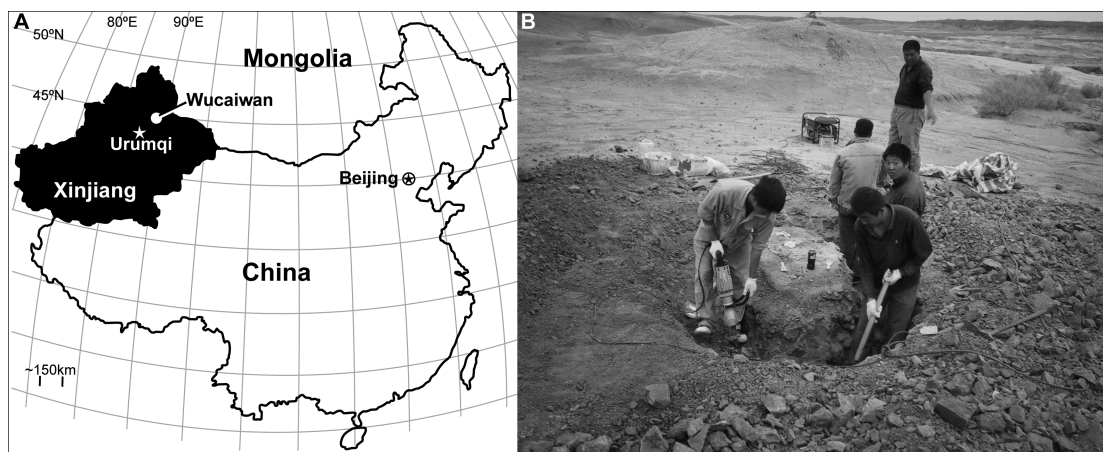 A
50ºN
80ºE
90ºE
Mongolia
45ºN
Wucaiwan
Urumqi
Beijing
Xinjiang
China
~150km
B